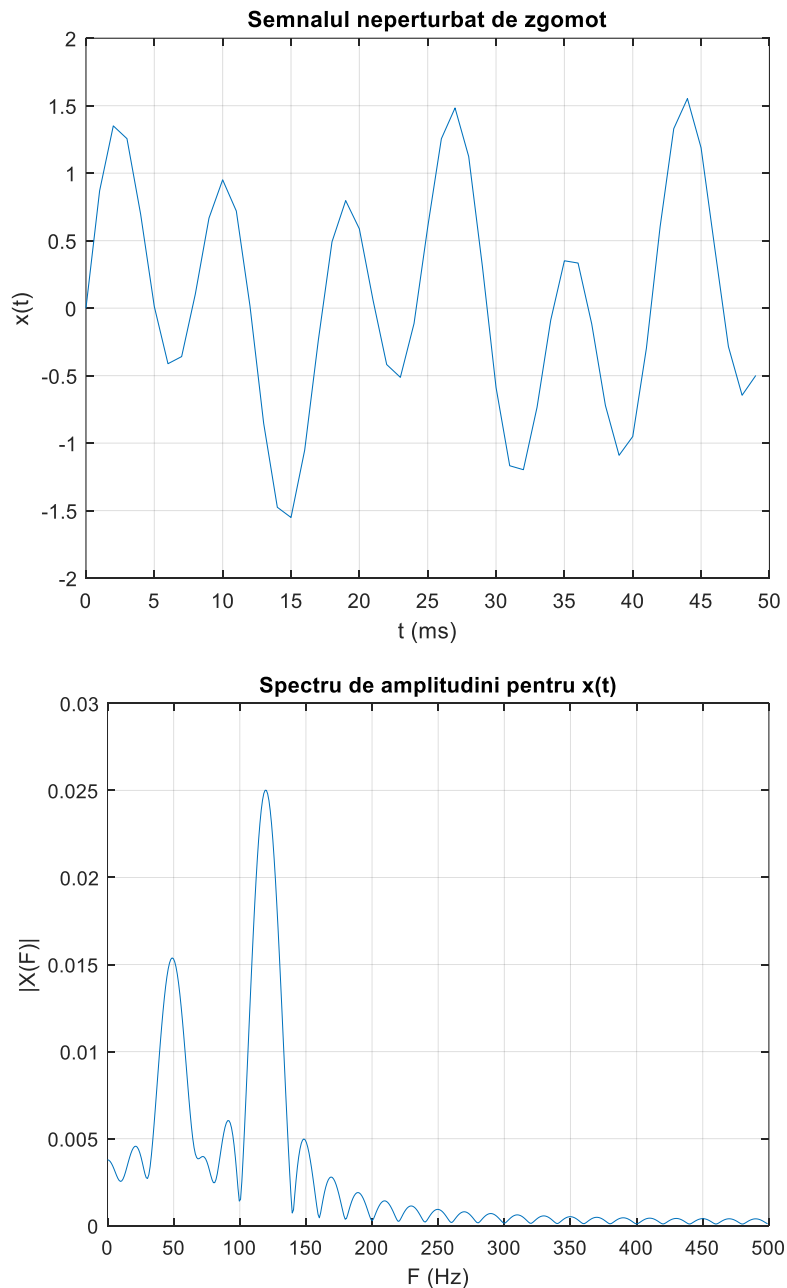 Semnalul neperturbat de zgomot
2
1.5
1
0.5
0
-0.5
-1
-1.5
-2
x(t)
0 5 10 15 20 25 30 35 40 45 50
t (ms)
Spectru de amplitudini pentru x(t)
0.03
0.025
0.02
0.015
0.01
0.005
0
|X(F)|
0 50 100 150 200 250 300 350 400 450 500
F (Hz)